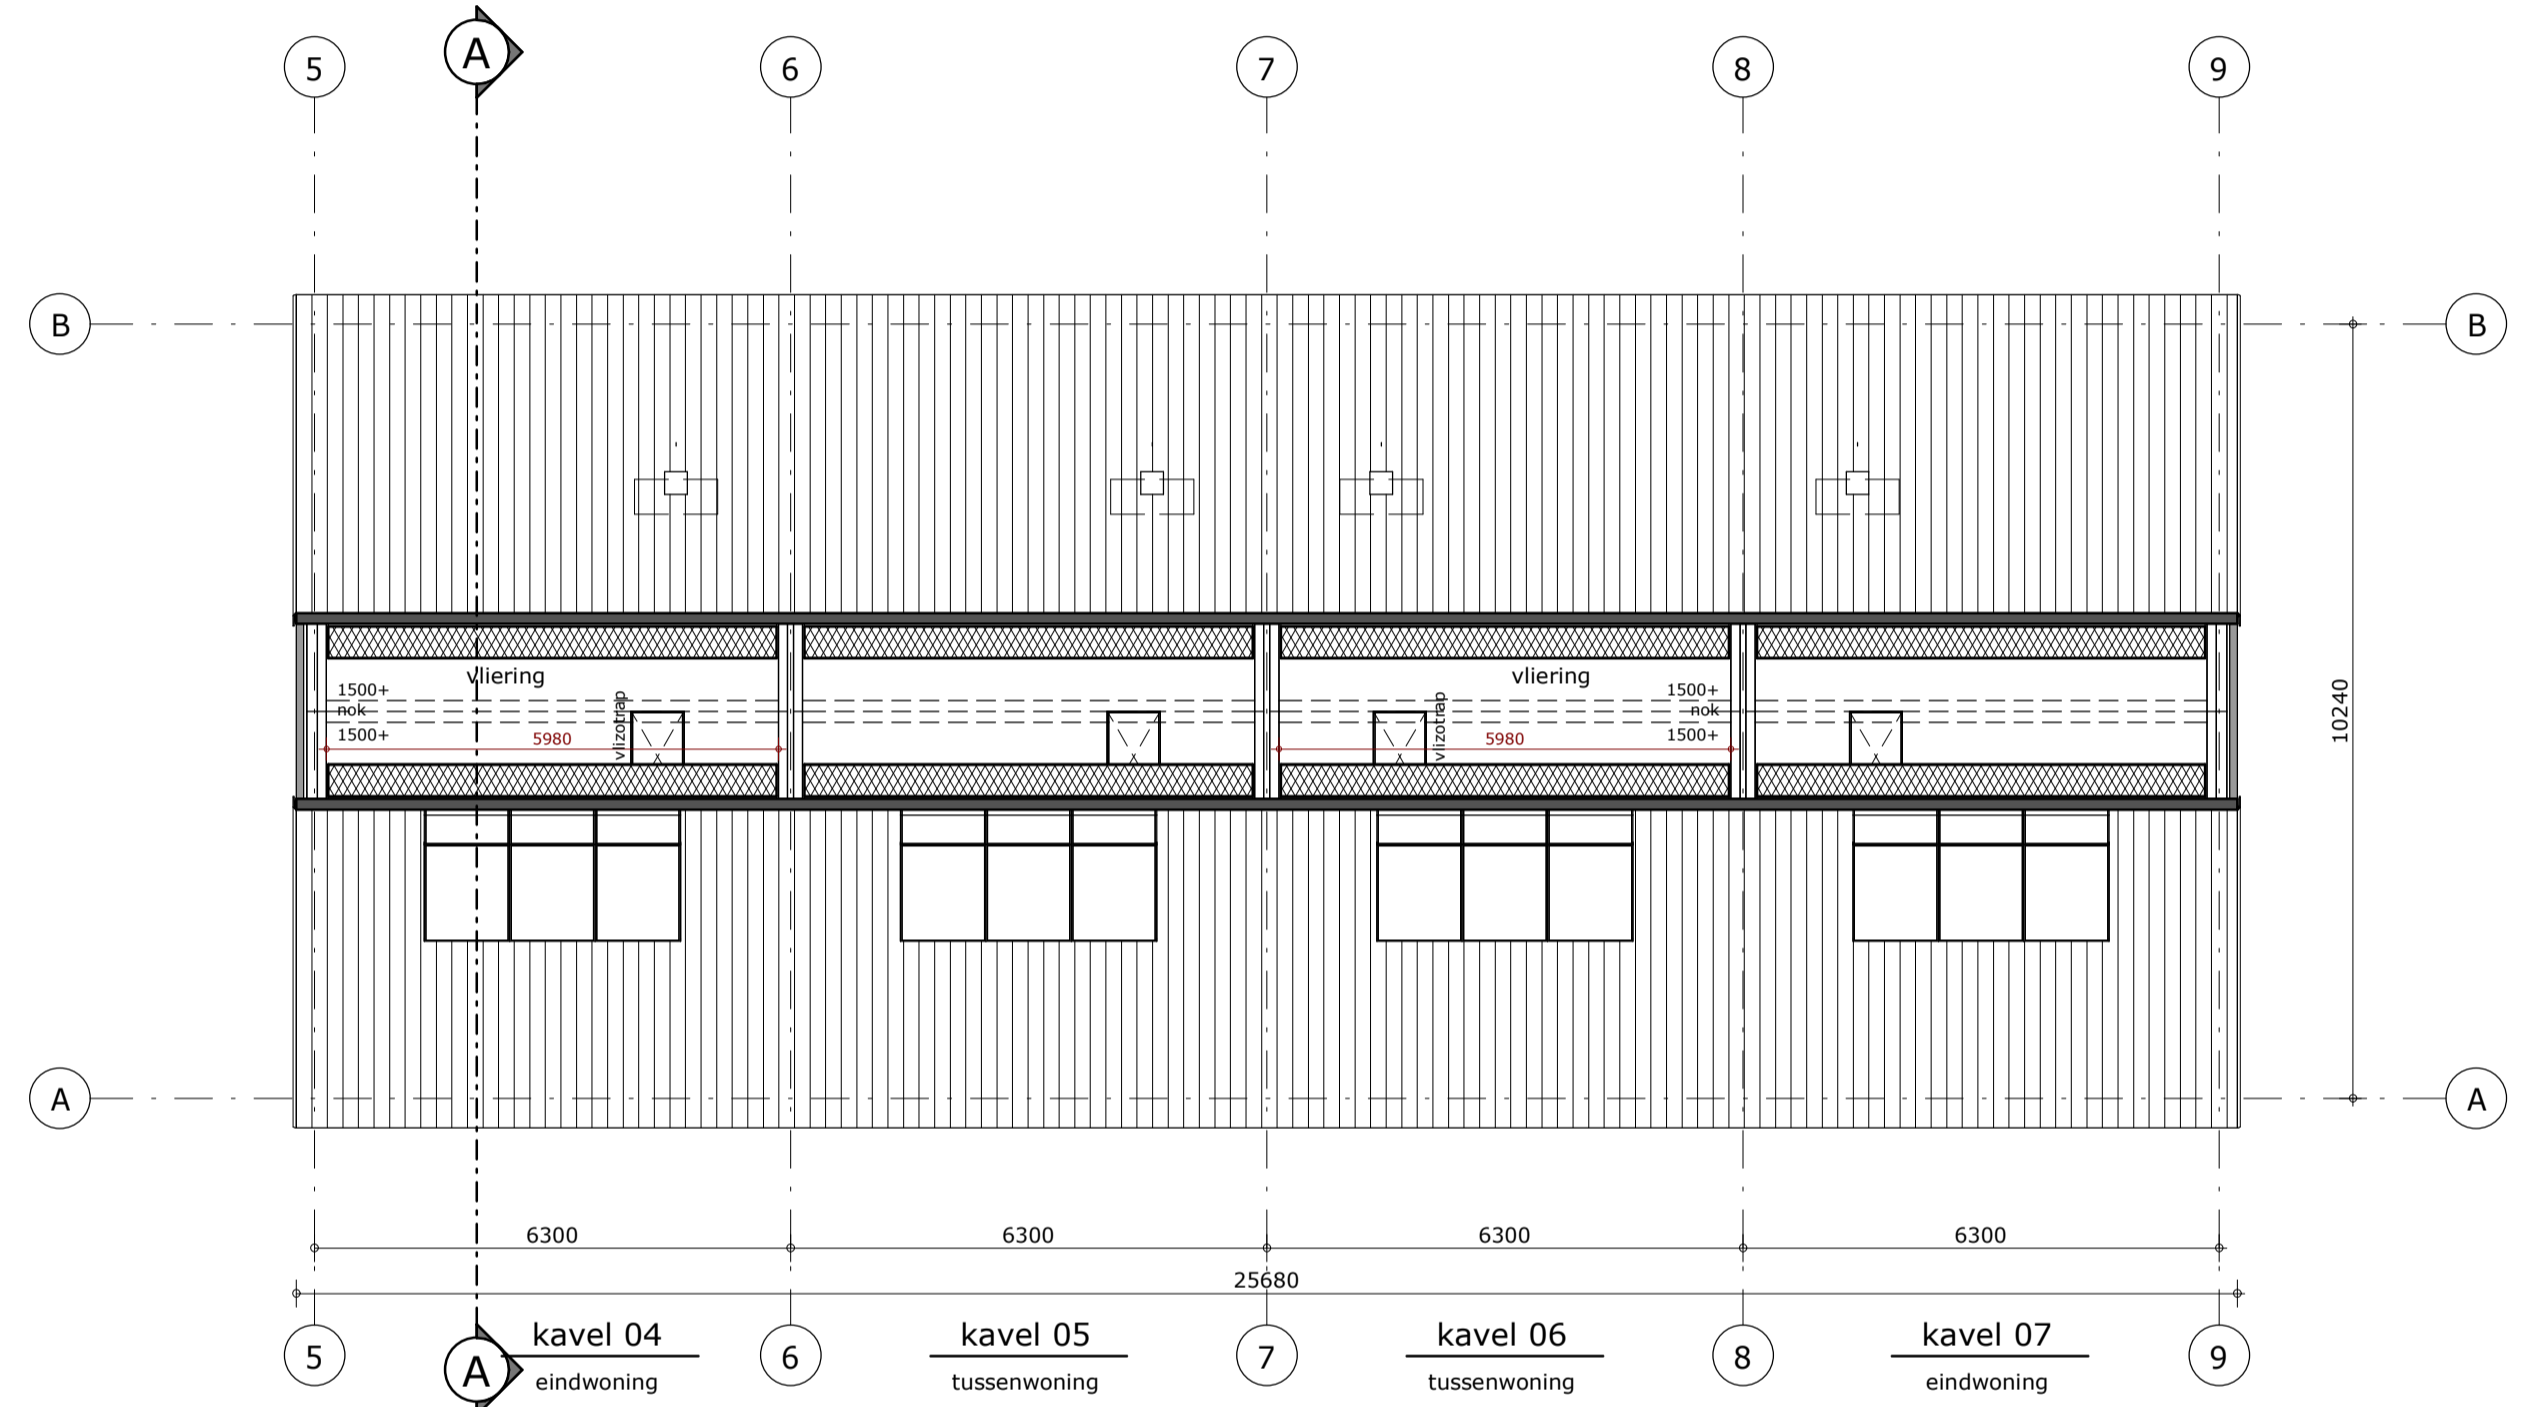 A
5
6
7
8
9
B
B
vliering
vliering
1500+
nok
1500+
5980
vlizotrap
vlizotrap
5980
1500+
nok
1500+
10240
A
A
6300
6300
6300
6300
25680
kavel 04
kavel 05
kavel 06
kavel 07
5
A
6
7
8
9
eindwoning
tussenwoning
tussenwoning
eindwoning